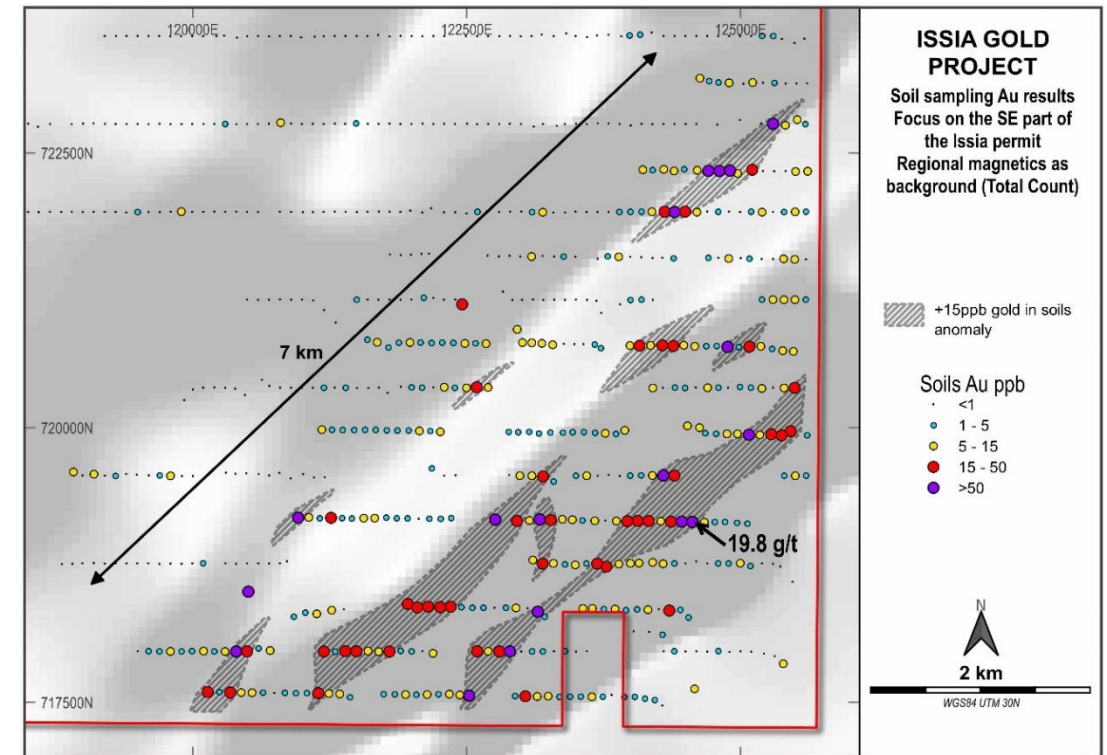 120000E
122500E
125000E
722500N
720000N
717500N
7 km
19.8 g/t
ISSIA GOLD
PROJECT
Soil sampling Au results
Focus on the SE part of
the Issia permit
Regional magnetics as
background (Total Count)
+15ppb gold in soils
anomaly
Soils Au ppb
<1
1 - 5
5 - 15
15 - 50
>50
N
2 km
WGS84 UTM 30N